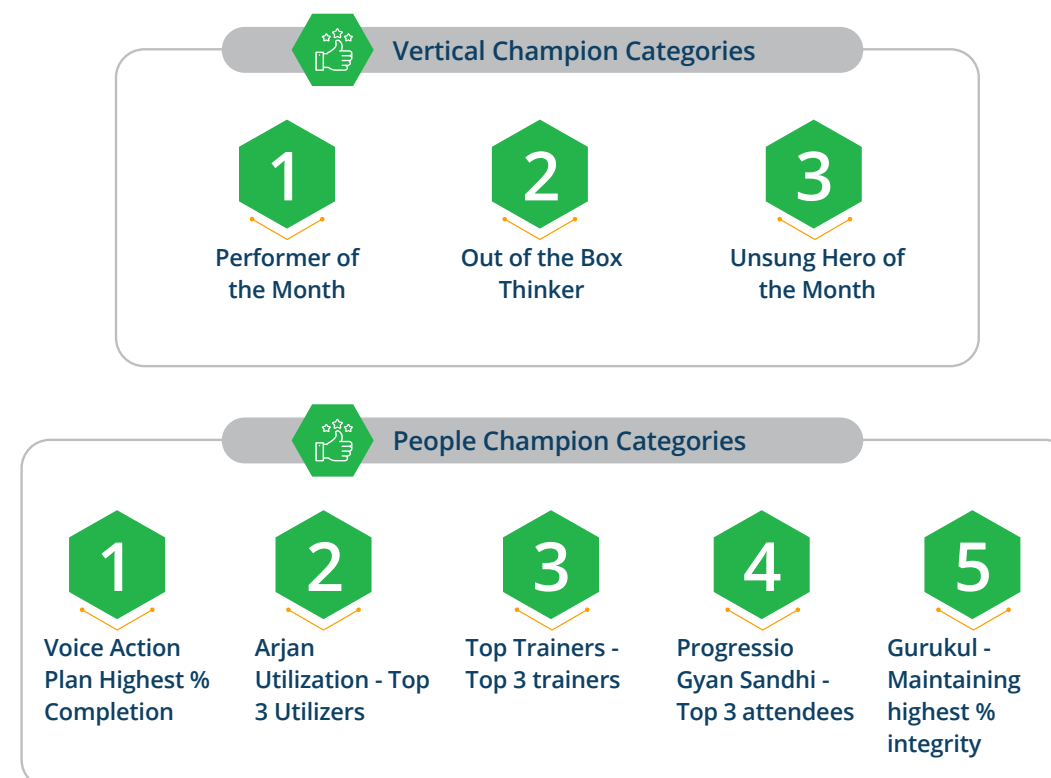 Vertical Champion Categories
1
2
3
Performer of
the Month
Out of the Box
Thinker
Unsung Hero of
the Month
People Champion Categories
1
2
3
4
5
Voice Action
Plan Highest %
Completion
Arjan
Utilization - Top
3 Utilizers
Top Trainers -
Top 3 trainers
Progressio
Gyan Sandhi -
Top 3 attendees
Gurukul -
Maintaining
highest %
integrity